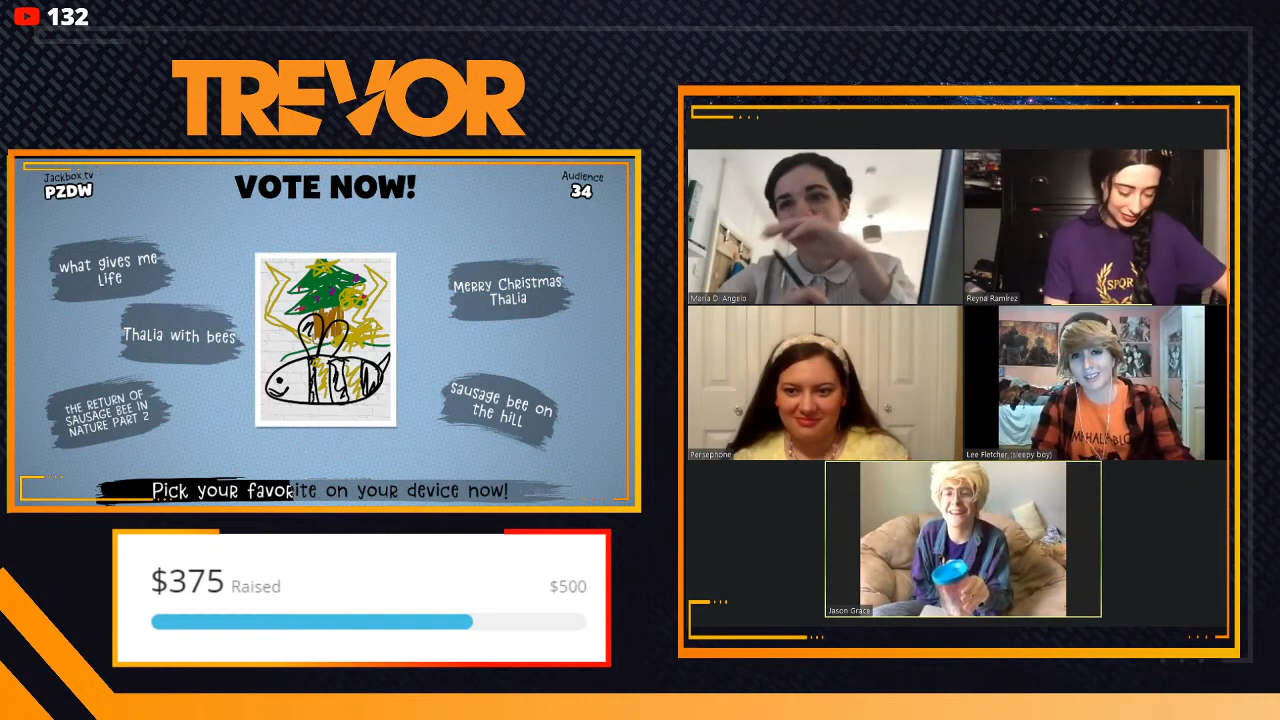 132
TREVOR
Jackbox.tv
PZDW
VOTE NOW!
Audience
34
what gives me
life
Thalia with bees
THE RETURN OF
SAUSAGE BEE IN
NATURE PART 2
Merry Christmas
Thalia
sausage bee on
the hill
Pick your favorite on your device now!
$375 Raised
$500
Maria D. Angelo
SPQR
Reyna Ramirez
Persephone
Lee Fletcher (sleepy boy)
Jason Grace